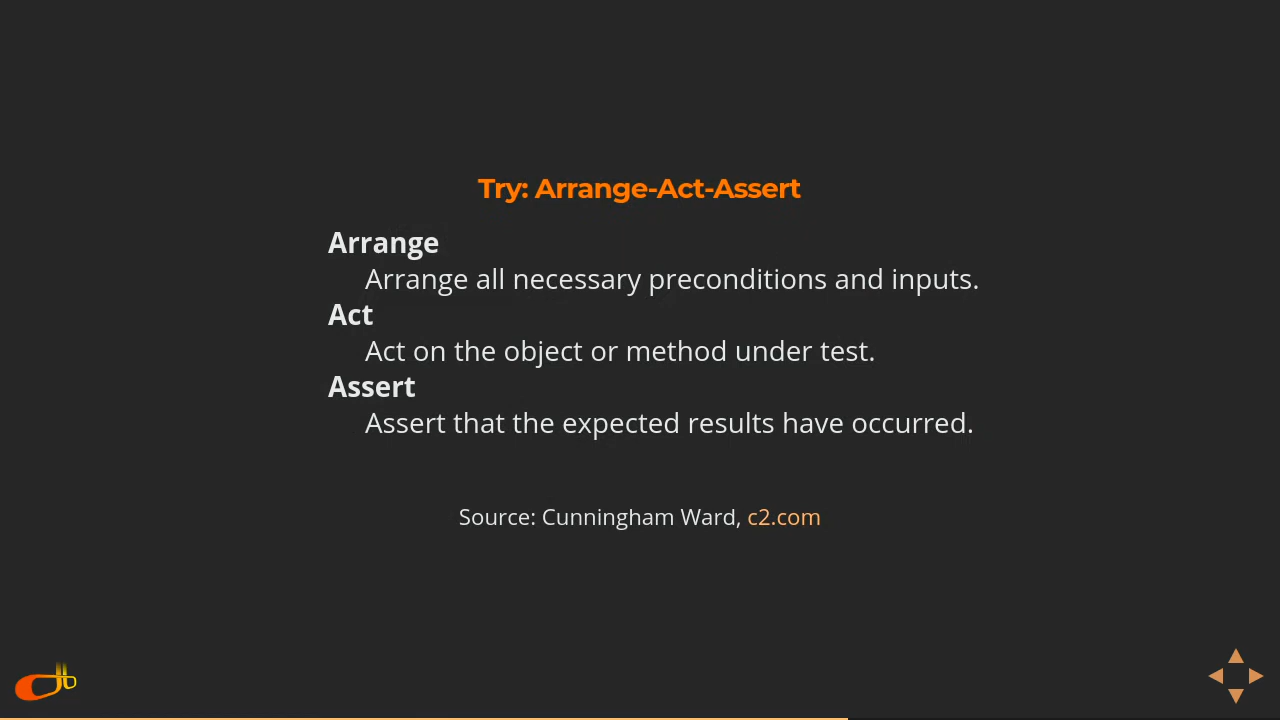 Try: Arrange-Act-Assert
Arrange
Arrange all necessary preconditions and inputs.
Act
Act on the object or method under test.
Assert
Assert that the expected results have occurred.
Source: Cunningham Ward, c2.com